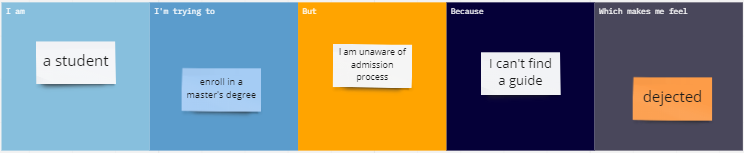 I am
a student
I'm trying to
enroll in a
master's degree
But
I am unaware of
admission
process
Because
I can't find
a guide
Which makes me feel
dejected